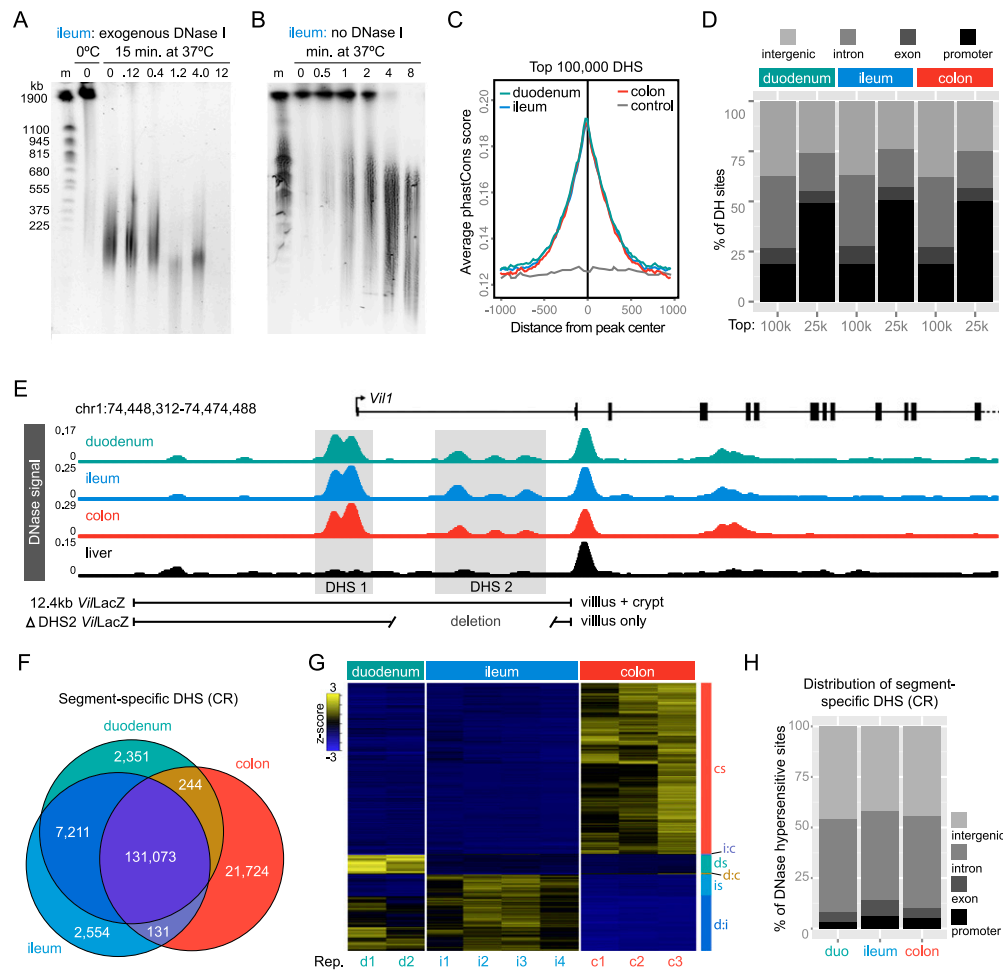 A
ileum: exogenous DNase I
0ºC 15 min. at 37ºC
m 0 0 .12 0.4 1.2 4.0 12
kb
1900
1100
945
815
680
555
375
225
B
ileum: no DNase I
min. at 37ºC
m 0 0.5 1 2 4 8
C
Top 100,000 DHS
duodenum
ileum
colon
control
Average phastCons score
0.20
0.18
0.16
0.14
0.12
-1000 -500 0 500 1000
Distance from peak center
D
intergenic intron exon promoter
duodenum ileum colon
% of DH sites
100
75
50
25
0
Top: 100k 25k 100k 25k 100k 25k
E
chr1:74,448,312-74,474,488
Vil1
DNase signal
0.17
duodenum
0
0.25
ileum
0
0.29
colon
0
0.15
liver
0
DHS 1 DHS 2
12.4kb VilLacZ villlus + crypt
Δ DHS2 VilLacZ deletion villlus only
F
Segment-specific DHS (CR)
duodenum
2,351
colon
244
7,211
131,073
21,724
2,554
131
ileum
G
duodenum ileum colon
3
z-score
-3
cs
i:c
ds
d:c
is
d:i
Rep. d1 d2 i1 i2 i3 i4 c1 c2 c3
H
Distribution of segment-
specific DHS (CR)
% of DNase hypersensitive sites
100
75
50
25
0
intergenic
intron
exon
promoter
duo ileum colon